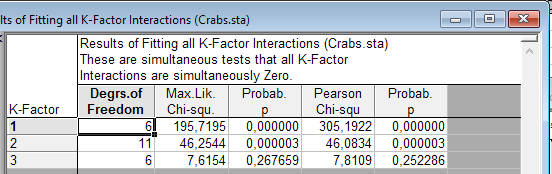 lts of Fitting all K-Factor Interactions (Crabs.sta)
Results of Fitting all K-Factor Interactions (Crabs.sta)
These are simultaneous tests that all K-Factor
Interactions are simultaneously Zero.
K-Factor Degrs.of Freedom Max.Lik. Chi-squ. Probab. p Pearson Chi-squ Probab. p
1 6 195,7195 0,000000 305,1922 0,000000
2 11 46,2544 0,000003 46,0834 0,000003
3 6 7,6154 0,267659 7,8109 0,252286